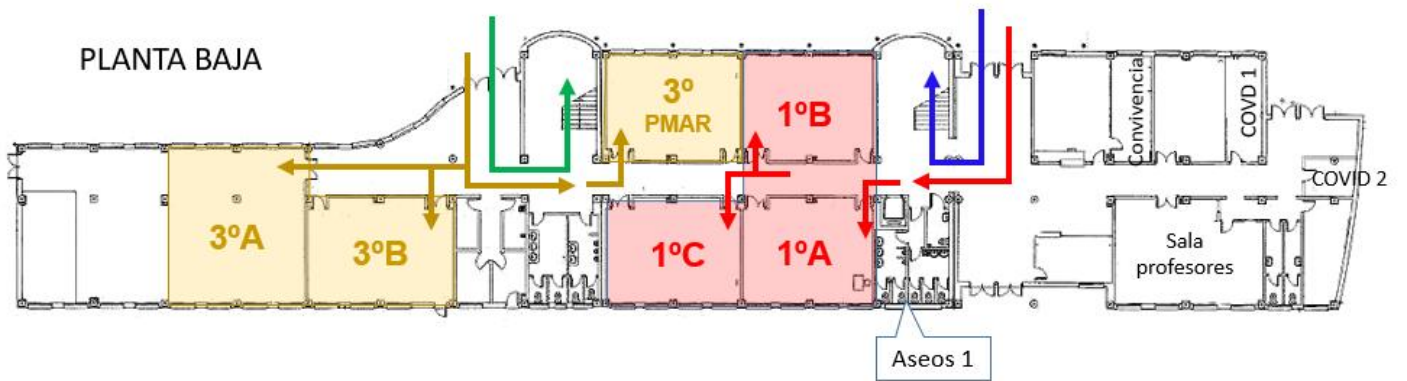 PLANTA BAJA
3º
PMAR
1ºB
Convivencia
COVD 1
COVID 2
3ºA
3ºB
1ºC
1ºA
Sala
profesores
Aseos 1